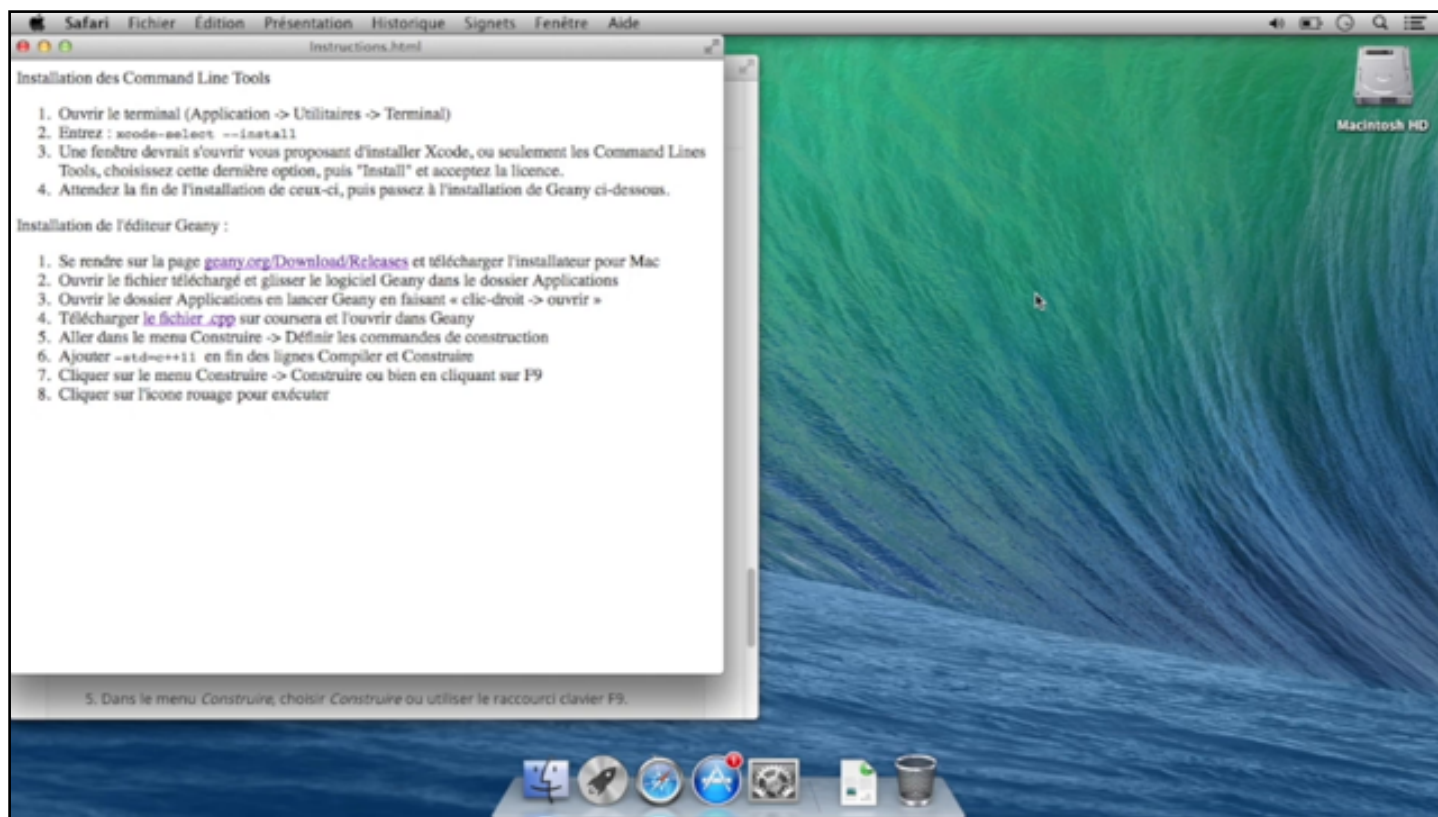 Safari Fichier Édition Présentation Historique Signets Fenêtre Aide
Instructions.html
Macintosh HD
Installation des Command Line Tools
1. Ouvrir le terminal (Application -> Utilitaires -> Terminal)
2. Entrez : xcode-select --install
3. Une fenêtre devrait s'ouvrir vous proposant d'installer Xcode, ou seulement les Command Lines
Tools, choisissez cette dernière option, puis "Install" et acceptez la licence.
4. Attendez la fin de l'installation de ceux-ci, puis passez à l'installation de Geany ci-dessous.
Installation de l'éditeur Geany :
1. Se rendre sur la page geany.org/Download/Releases et télécharger l'installateur pour Mac
2. Ouvrir le fichier téléchargé et glisser le logiciel Geany dans le dossier Applications
3. Ouvrir le dossier Applications en lancer Geany en faisant « clic-droit -> ouvrir »
4. Télécharger le fichier .cpp sur coursera et l'ouvrir dans Geany
5. Aller dans le menu Construire -> Définir les commandes de construction
6. Ajouter -std=c++11 en fin des lignes Compiler et Construire
7. Cliquer sur le menu Construire -> Construire ou bien en cliquant sur F9
8. Cliquer sur l'icone rouage pour exécuter
5. Dans le menu Construire, choisir Construire ou utiliser le raccourci clavier F9.
1